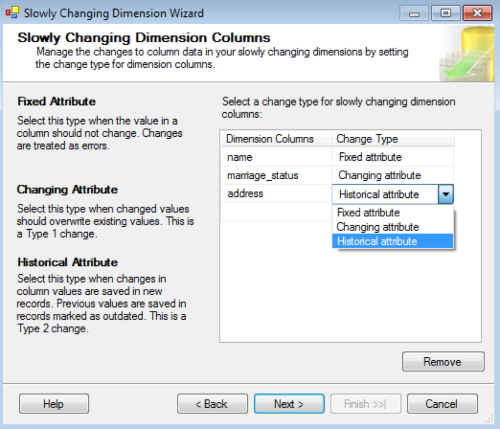 Slowly Changing Dimension Wizard
Slowly Changing Dimension Columns
Manage the changes to column data in your slowly changing dimensions by setting
the change type for dimension columns.
Fixed Attribute
Select this type when the value in a
column should not change. Changes
are treated as errors.
Changing Attribute
Select this type when changed values
should overwrite existing values. This is
a Type 1 change.
Historical Attribute
Select this type when changes in
column values are saved in new
records. Previous values are saved in
records marked as outdated. This is a
Type 2 change.
Select a change type for slowly changing dimension
columns:
Dimension Columns Change Type
name Fixed attribute
marriage_status Changing attribute
address Historical attribute
Fixed attribute
Changing attribute
Historical attribute
Remove
Help < Back Next > Finish >>| Cancel